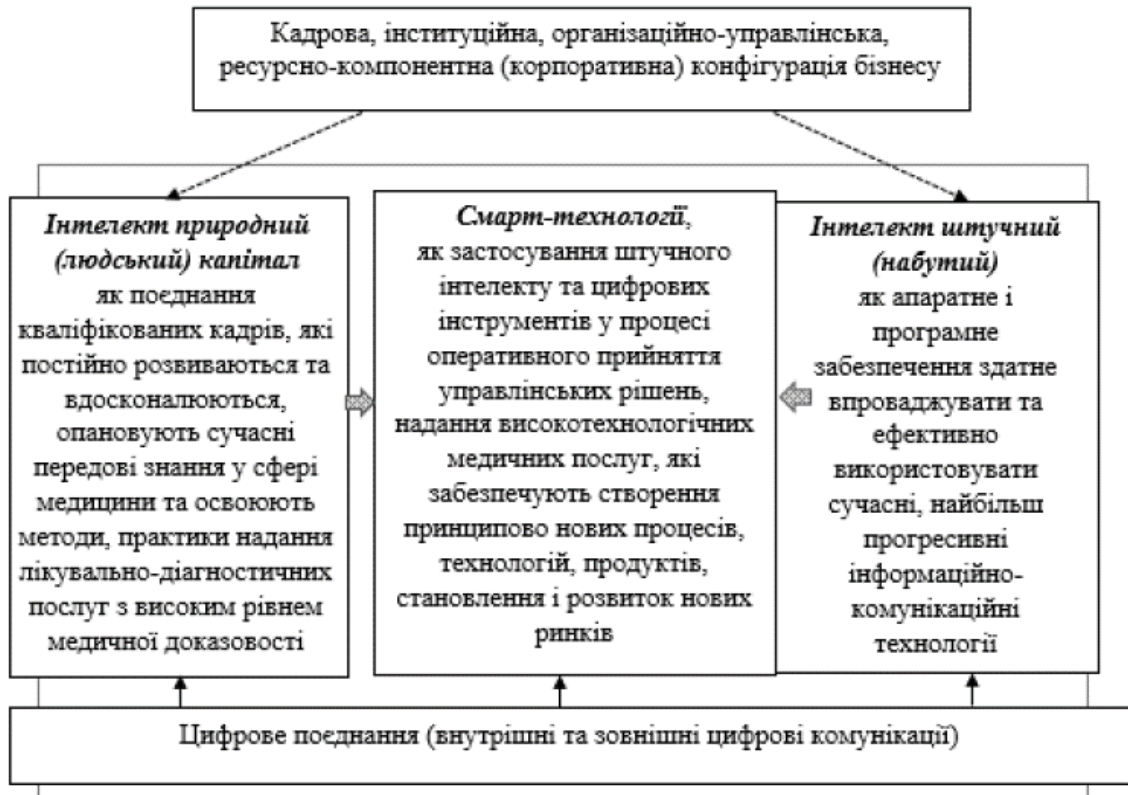 Кадрова, інституційна, організаційно-управлінська,
ресурсно-компонентна (корпоративна) конфігурація бізнесу
Інтелект природний
(людський) капітал
як поєднання
кваліфікованих кадрів, які
постійно розвиваються та
вдосконалюються,
опановують сучасні
передові знання у сфері
медицини та освоюють
методи, практики надання
лікувально-діагностичних
послуг з високим рівнем
медичної доказовості
Смарт-технології,
як застосування штучного
інтелекту та цифрових
інструментів у процесі
оперативного прийняття
управлінських рішень,
надання високотехнологічних
медичних послуг, які
забезпечують створення
принципово нових процесів,
технологій, продуктів,
становлення і розвиток нових
ринків
Інтелект штучний
(набутий)
як апаратне і
програмне
забезпечення здатне
впроваджувати та
ефективно
використовувати
сучасні, найбільш
прогресивні
інформаційно-
комунікаційні
технології
Цифрове поєднання (внутрішні та зовнішні цифрові комунікації)